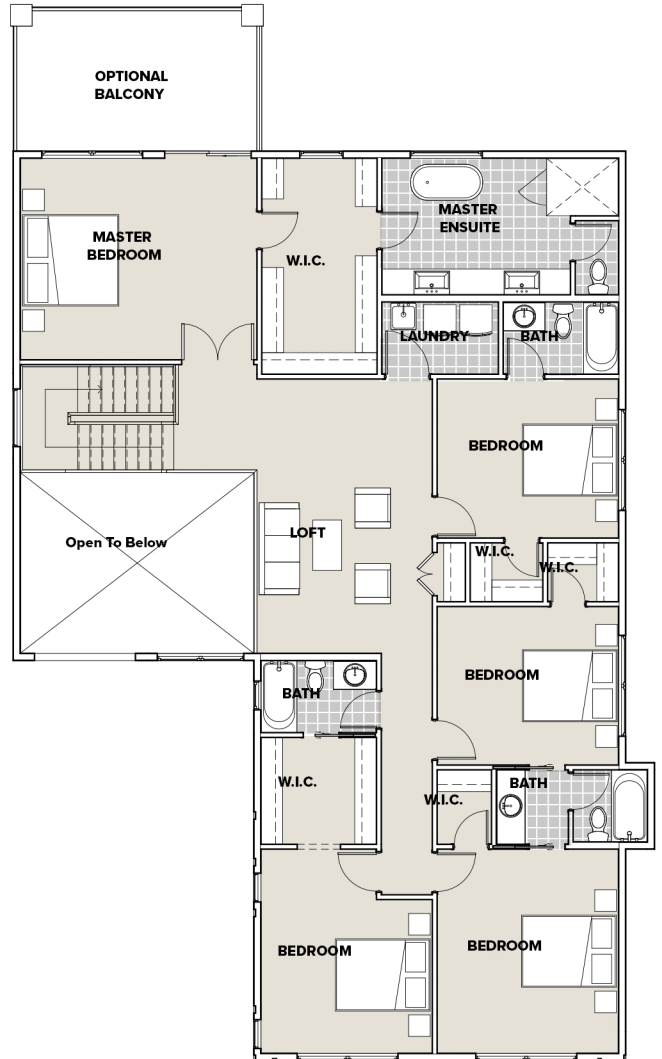 OPTIONAL
BALCONY
MASTER
BEDROOM
W.I.C.
MASTER
ENSUITE
LAUNDRY
BATH
BEDROOM
Open To Below
LOFT
W.I.C.
W.I.C.
BEDROOM
BATH
W.I.C.
W.I.C.
BATH
BEDROOM
BEDROOM